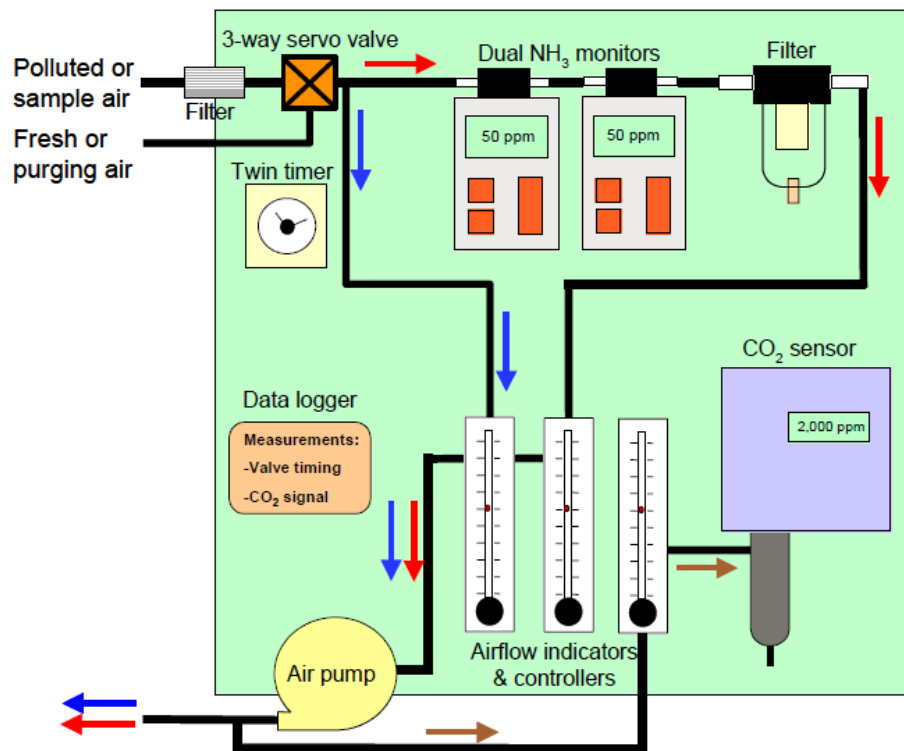 3-way servo valve
Dual NH₃ monitors
Filter
Polluted or
sample air
Filter
Fresh or
purging air
50 ppm
50 ppm
Twin timer
CO₂ sensor
2,000 ppm
Data logger
Measurements:
-Valve timing
-CO₂ signal
Airflow indicators
& controllers
Air pump